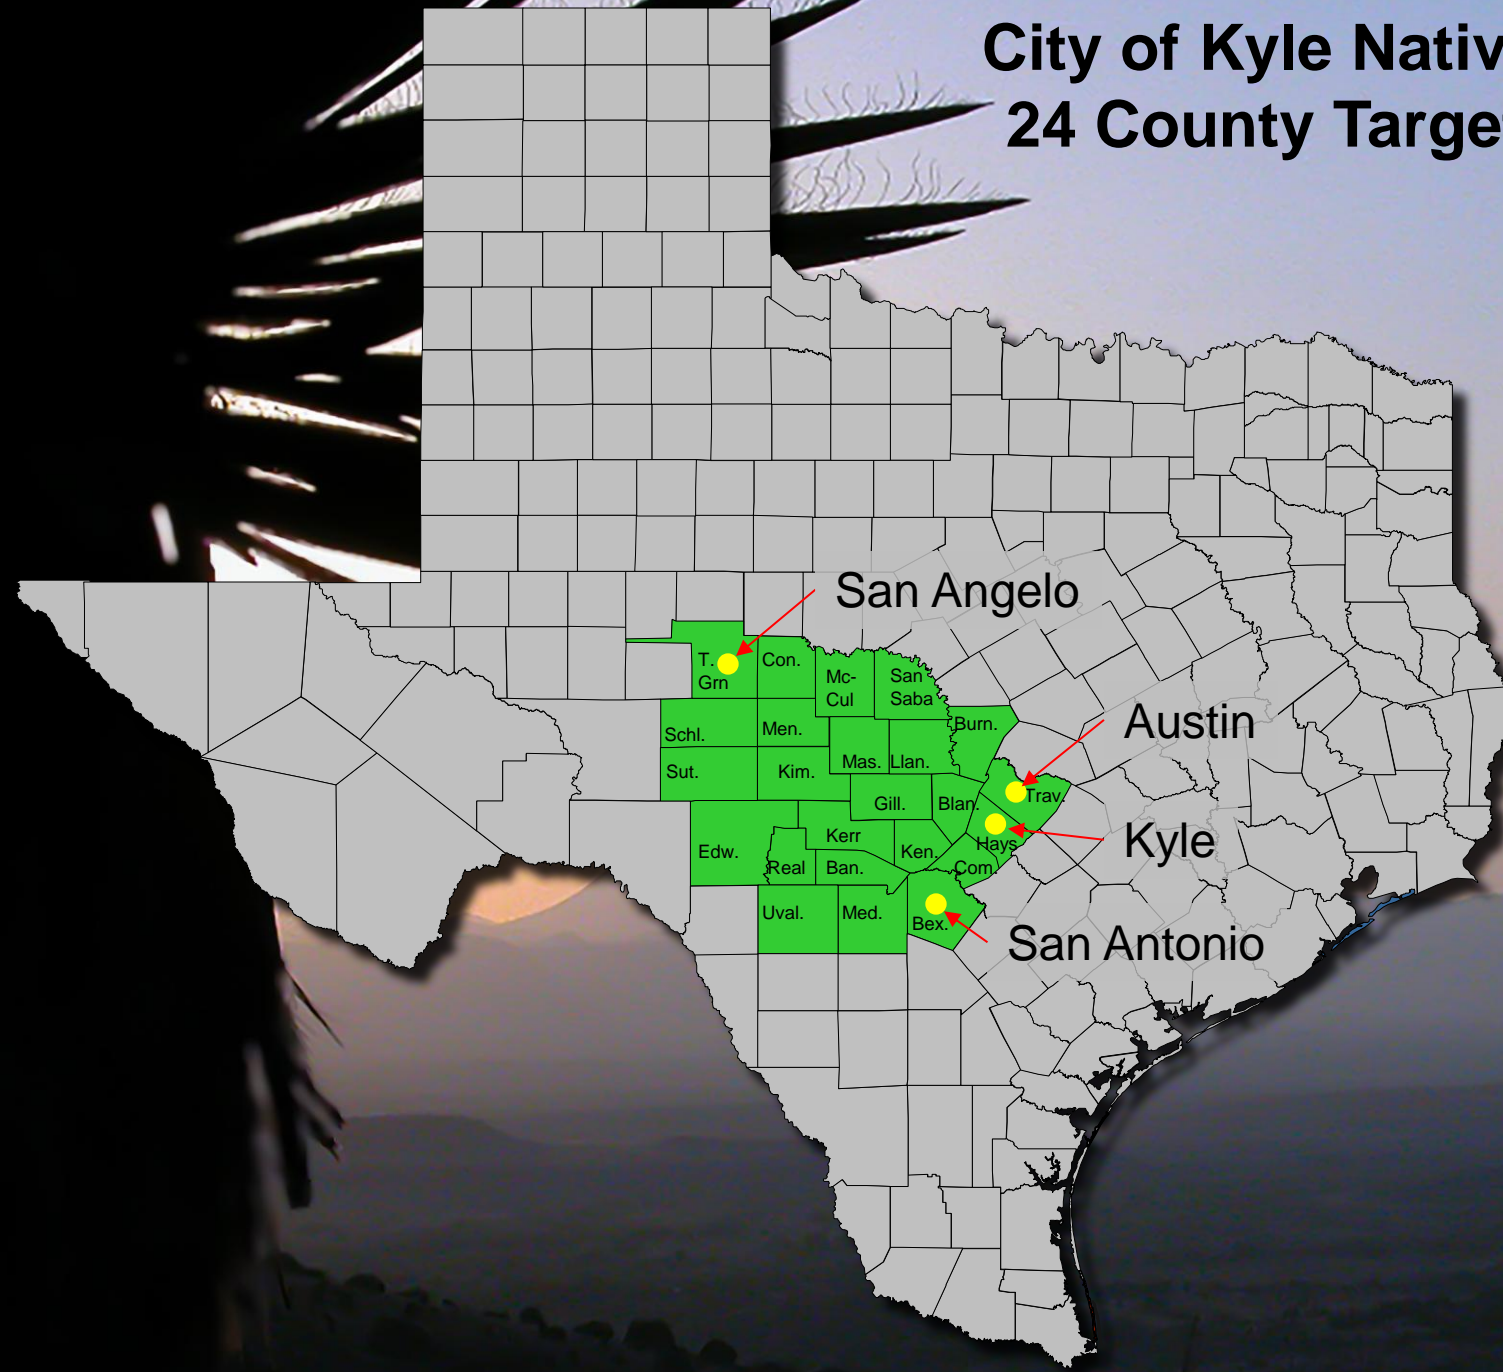 City of Kyle Nativ
24 County Targe
San Angelo
T.
Grn
Con.
Mc-
Cul
San
Saba
Burn.
Austin
Schl.
Men.
Mas.
Llan.
Sut.
Kim.
Gill.
Blan.
Trav.
Kyle
Edw.
Kerr
Ken.
Hays
Real
Ban.
Com.
Uval.
Med.
Bex.
San Antonio